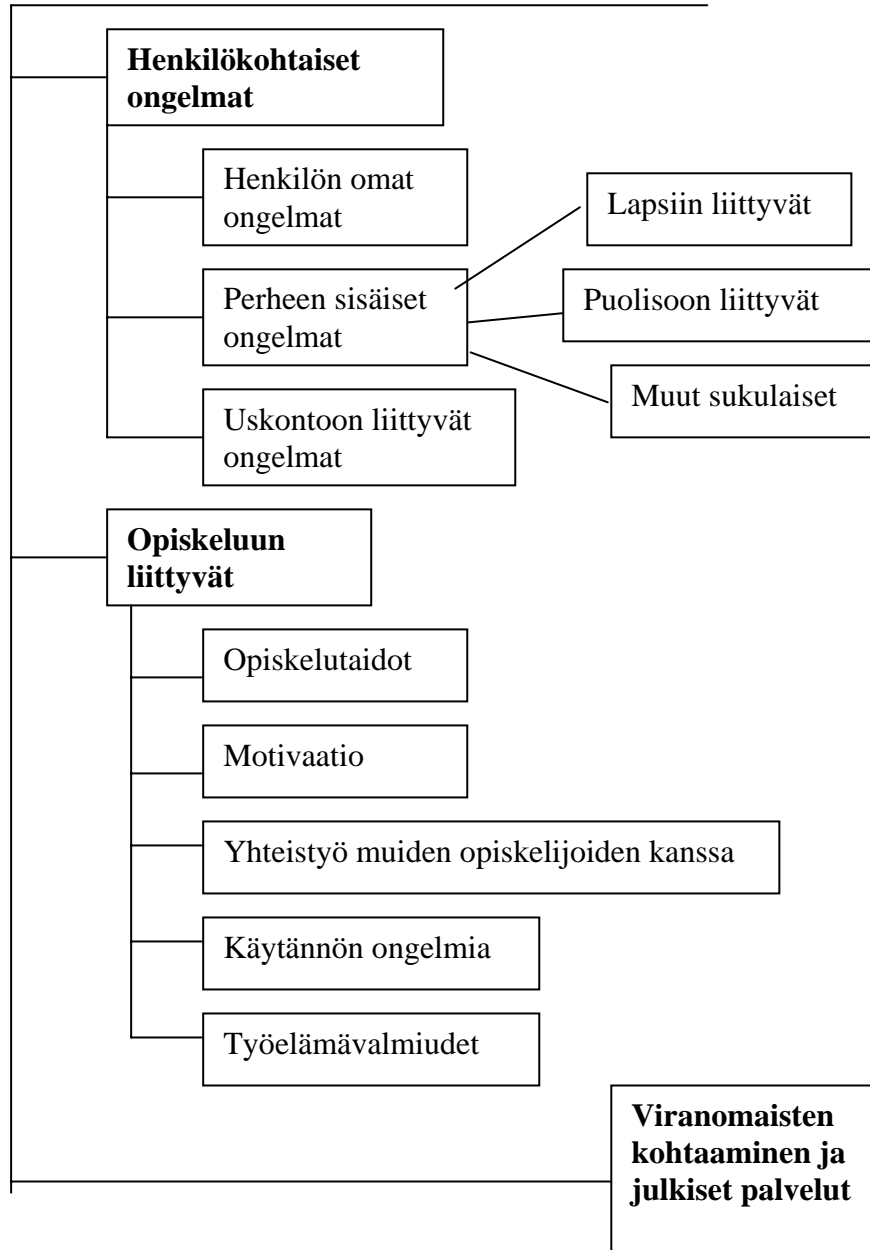 Henkilökohtaiset
ongelmat
Henkilön omat
ongelmat
Perheen sisäiset
ongelmat
Lapsiin liittyvät
Puolisoon liittyvät
Muut sukulaiset
Uskontoon liittyvät
ongelmat
Opiskeluun
liittyvät
Opiskelutaidot
Motivaatio
Yhteistyö muiden opiskelijoiden kanssa
Käytännön ongelmia
Työelämävalmiudet
Viranomaisten
kohtaaminen ja
julkiset palvelut